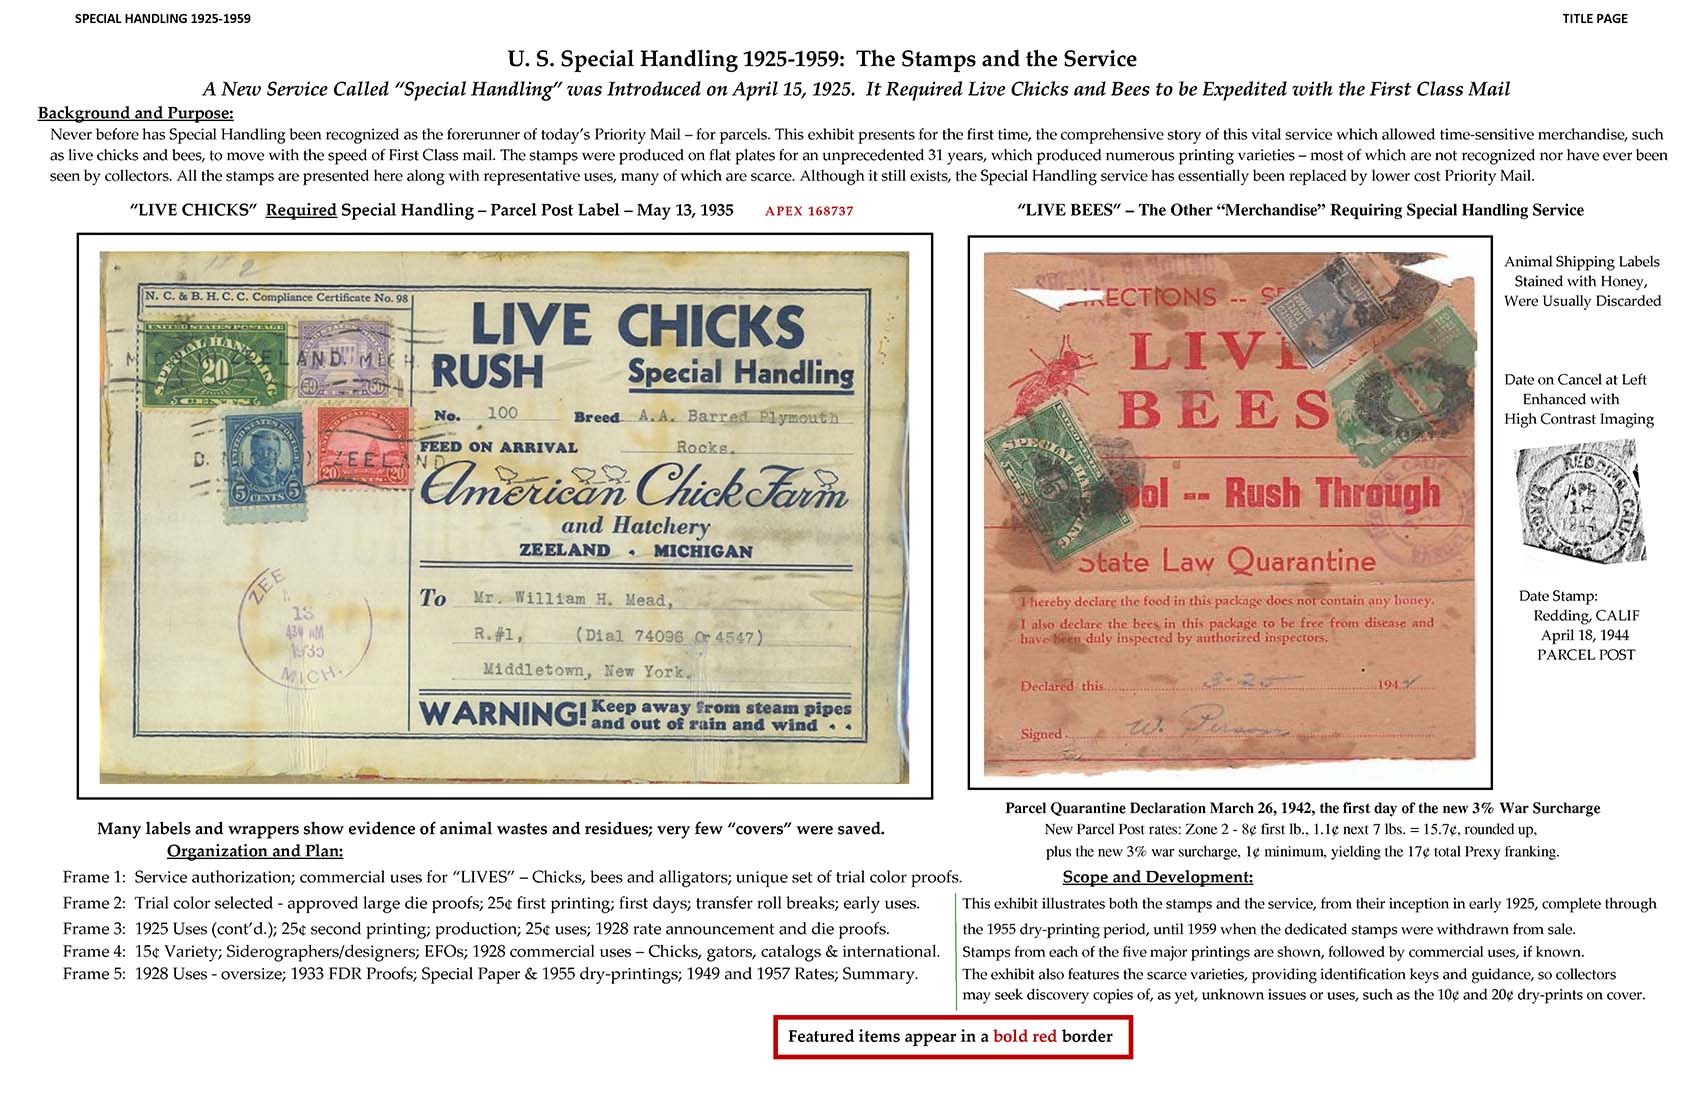 SPECIAL HANDLING 1925-1959
TITLE PAGE
U. S. Special Handling 1925-1959:  The Stamps and the Service
A New Service Called “Special Handling” was Introduced on April 15, 1925.  It Required Live Chicks and Bees to be Expedited with the First Class Mail
Background and Purpose:
Never before has Special Handling been recognized as the forerunner of today’s Priority Mail – for parcels. This exhibit presents for the first time, the comprehensive story of this vital service which allowed time-sensitive merchandise, such
as live chicks and bees, to move with the speed of First Class mail. The stamps were produced on flat plates for an unprecedented 31 years, which produced numerous printing varieties – most of which are not recognized nor have ever been
seen by collectors. All the stamps are presented here along with representative uses, many of which are scarce. Although it still exists, the Special Handling service has essentially been replaced by lower cost Priority Mail.
“LIVE CHICKS”  Required Special Handling – Parcel Post Label – May 13, 1935
APEX 168737
N. C. & B. H. C. C. Compliance Certificate No. 98
UNITED STATES POSTAGE
SPECIAL HANDLING
20
CENTS
50 50
5 CENTS 5
20 CENTS 20
ZEELAND, MICH
ZEELAND
LIVE CHICKS
RUSH
Special Handling
No. 100 Breed A.A. Barred Plymouth
FEED ON ARRIVAL Rocks.
American Chick Farm
and Hatchery
ZEELAND • MICHIGAN
To Mr. William H. Mead,
R.#1, (Dial 74096 Or 4547)
Middletown, New York.
WARNING! Keep away from steam pipes
and out of rain and wind • •
ZEE
13
430 AM
1935
MICH.
Many labels and wrappers show evidence of animal wastes and residues; very few “covers” were saved.
“LIVE BEES” – The Other “Merchandise” Requiring Special Handling Service
RECTIONS -- S
LIV
BEES
SPECIAL HANDLING
15
ool -- Rush Through
State Law Quarantine
I hereby declare the food in this package does not contain any honey.
I also declare the bees in this package to be free from disease and
have been duly inspected by authorized inspectors.
Declared this 3-25 194
Signed W. Person
Animal Shipping Labels
Stained with Honey,
Were Usually Discarded
Date on Cancel at Left
Enhanced with
High Contrast Imaging
REDDING CALIF
APR
18
1944
Date Stamp:
Redding, CALIF
April 18, 1944
PARCEL POST
Parcel Quarantine Declaration March 26, 1942, the first day of the new 3% War Surcharge
New Parcel Post rates: Zone 2 - 8¢ first lb., 1.1¢ next 7 lbs. = 15.7¢, rounded up,
plus the new 3% war surcharge, 1¢ minimum, yielding the 17¢ total Prexy franking.
Organization and Plan:
Frame 1:  Service authorization; commercial uses for “LIVES” – Chicks, bees and alligators; unique set of trial color proofs.
Frame 2:  Trial color selected - approved large die proofs; 25¢ first printing; first days; transfer roll breaks; early uses.
Frame 3:  1925 Uses (cont’d.); 25¢ second printing; production; 25¢ uses; 1928 rate announcement and die proofs.
Frame 4:  15¢ Variety; Siderographers/designers; EFOs; 1928 commercial uses – Chicks, gators, catalogs & international.
Frame 5:  1928 Uses - oversize; 1933 FDR Proofs; Special Paper & 1955 dry-printings; 1949 and 1957 Rates; Summary.
Scope and Development:
This exhibit illustrates both the stamps and the service, from their inception in early 1925, complete through
the 1955 dry-printing period, until 1959 when the dedicated stamps were withdrawn from sale.
Stamps from each of the five major printings are shown, followed by commercial uses, if known.
The exhibit also features the scarce varieties, providing identification keys and guidance, so collectors
may seek discovery copies of, as yet, unknown issues or uses, such as the 10¢ and 20¢ dry-prints on cover.
Featured items appear in a bold red border